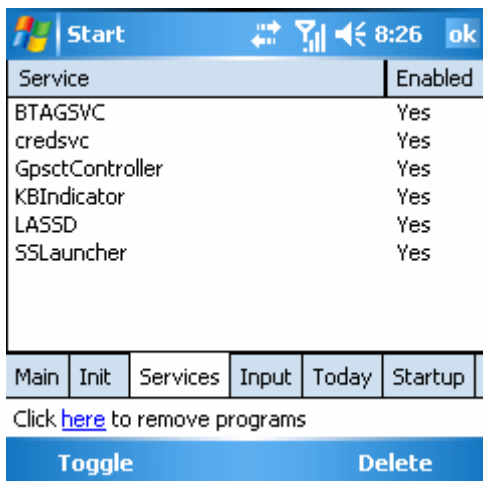 Start 8:26 ok
Service Enabled
BTAGSVC Yes
credsvc Yes
GpsctController Yes
KBIndicator Yes
LASSD Yes
SSLauncher Yes
Main Init Services Input Today Startup
Click here to remove programs
Toggle Delete